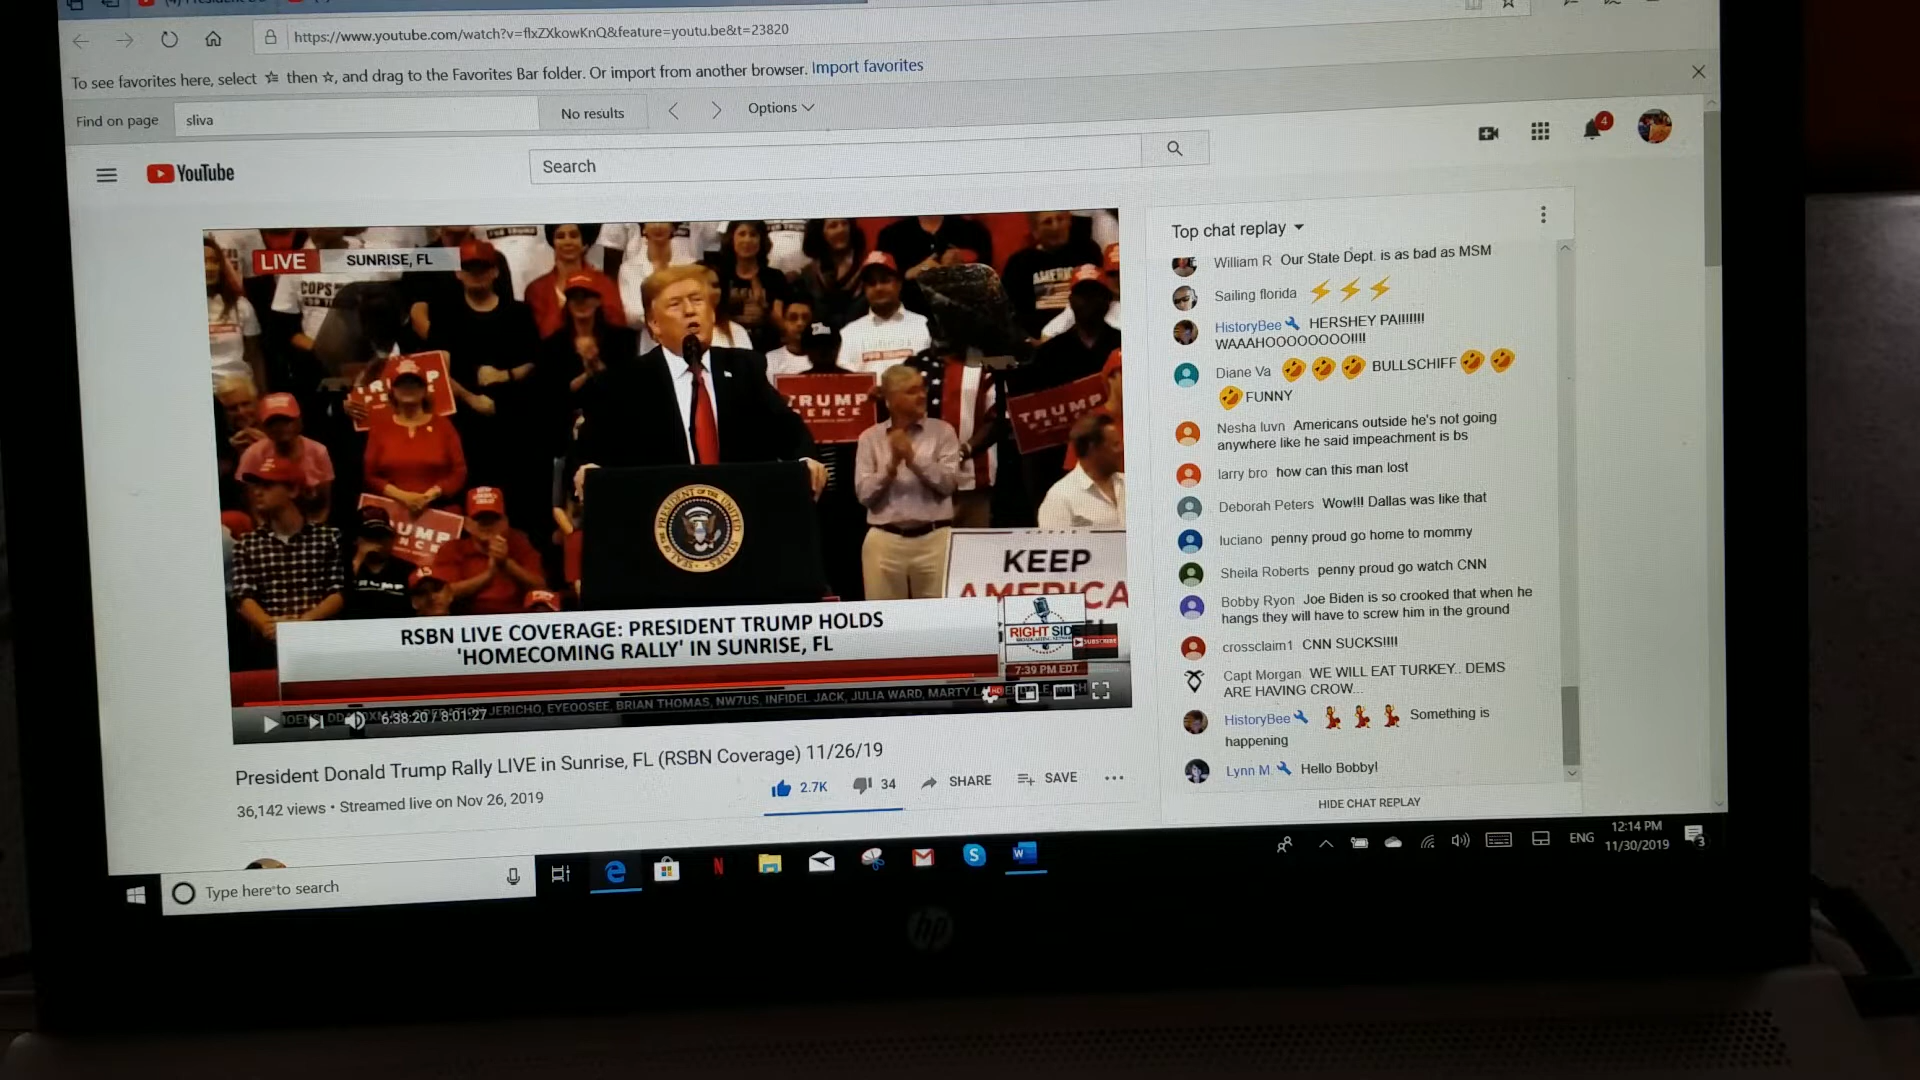 https://www.youtube.com/watch?v=flxZXkowKnQ&feature=youtu.be&t=23820
To see favorites here, select then ☆, and drag to the Favorites Bar folder. Or import from another browser. Import favorites
Find on page sliva No results Options
YouTube
Search
4
LIVE SUNRISE, FL
COPS
TRUMP
PENCE
TRUMP
KEEP
AMERICA
RSBN LIVE COVERAGE: PRESIDENT TRUMP HOLDS
'HOMECOMING RALLY' IN SUNRISE, FL
RIGHT SIDE
SUBSCRIBE
7:39 PM EDT
JERICHO, EYEOOSEE, BRIAN THOMAS, NW7US, INFIDEL JACK, JULIA WARD, MARTY
6:38:20 / 8:01:27
HD
President Donald Trump Rally LIVE in Sunrise, FL (RSBN Coverage) 11/26/19
36,142 views • Streamed live on Nov 26, 2019
2.7K 34 SHARE SAVE
Top chat replay
William R Our State Dept. is as bad as MSM
Sailing florida ⚡⚡⚡
HistoryBee HERSHEY PA!!!!!!!
WAAAHOOOOOOOO!!!!
Diane Va 🤣🤣🤣 BULLSCHIFF 🤣🤣
🤣 FUNNY
Nesha luvn Americans outside he's not going
anywhere like he said impeachment is bs
larry bro how can this man lost
Deborah Peters Wow!!! Dallas was like that
luciano penny proud go home to mommy
Sheila Roberts penny proud go watch CNN
Bobby Ryon Joe Biden is so crooked that when he
hangs they will have to screw him in the ground
crossclaim1 CNN SUCKS!!!!
Capt Morgan WE WILL EAT TURKEY.. DEMS
ARE HAVING CROW...
HistoryBee 💃💃💃 Something is
happening
Lynn M Hello Bobby!
HIDE CHAT REPLAY
Type here to search
ENG
12:14 PM
11/30/2019
3
hp